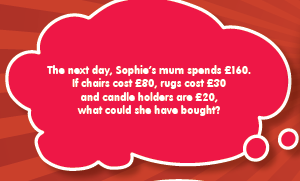 The next day, Sophie's mum spends £160.
If chairs cost £80, rugs cost £30
and candle holders are £20,
what could she have bought?